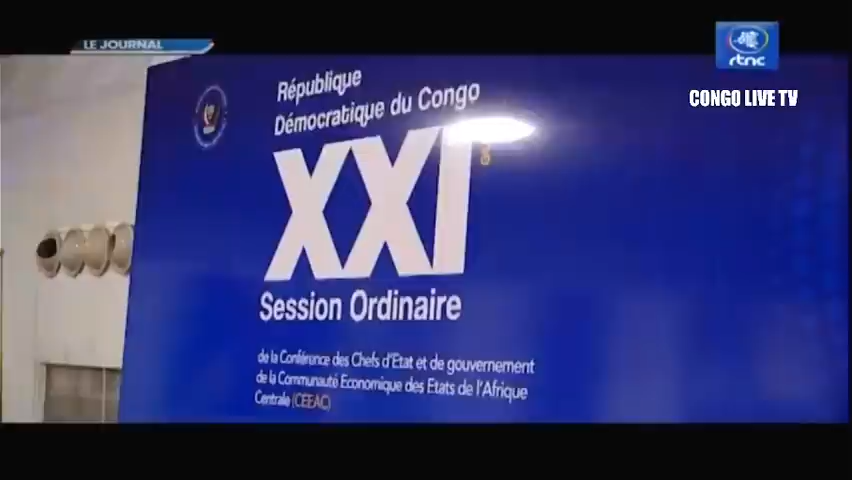 LE JOURNAL
rtnc
CONGO LIVE TV
République
Démocratique du Congo
XXI
Session Ordinaire
de la Conférence des Chefs d'Etat et de gouvernement
de la Communauté Economique des Etats de l'Afrique
Centrale (CEEAC)